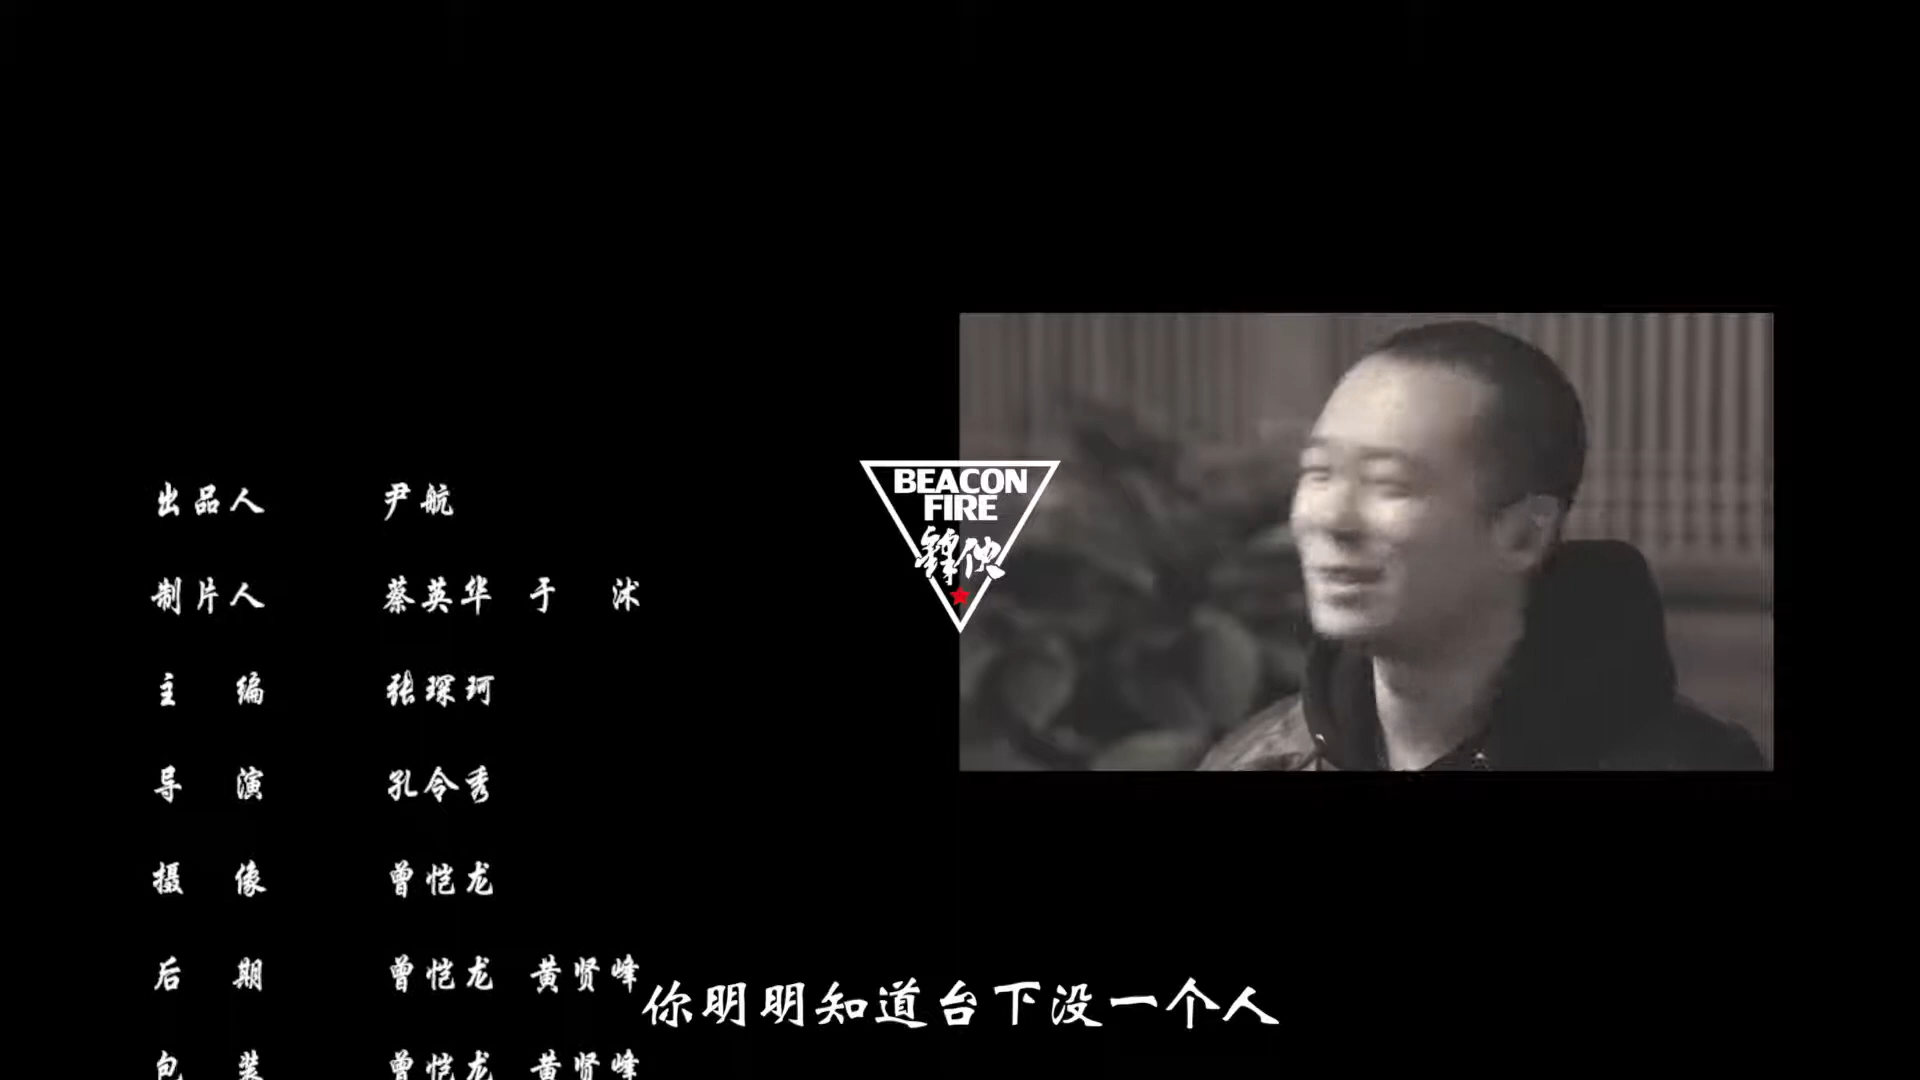 BEACON
FIRE
烽伙
出品人 尹航
制片人 蔡英华 于沭
主编 张琛珂
导演 孔令秀
摄像 曾恺龙
后期 曾恺龙 黄贤峰
包装 曾恺龙 黄贤峰
你明明知道台下没一个人